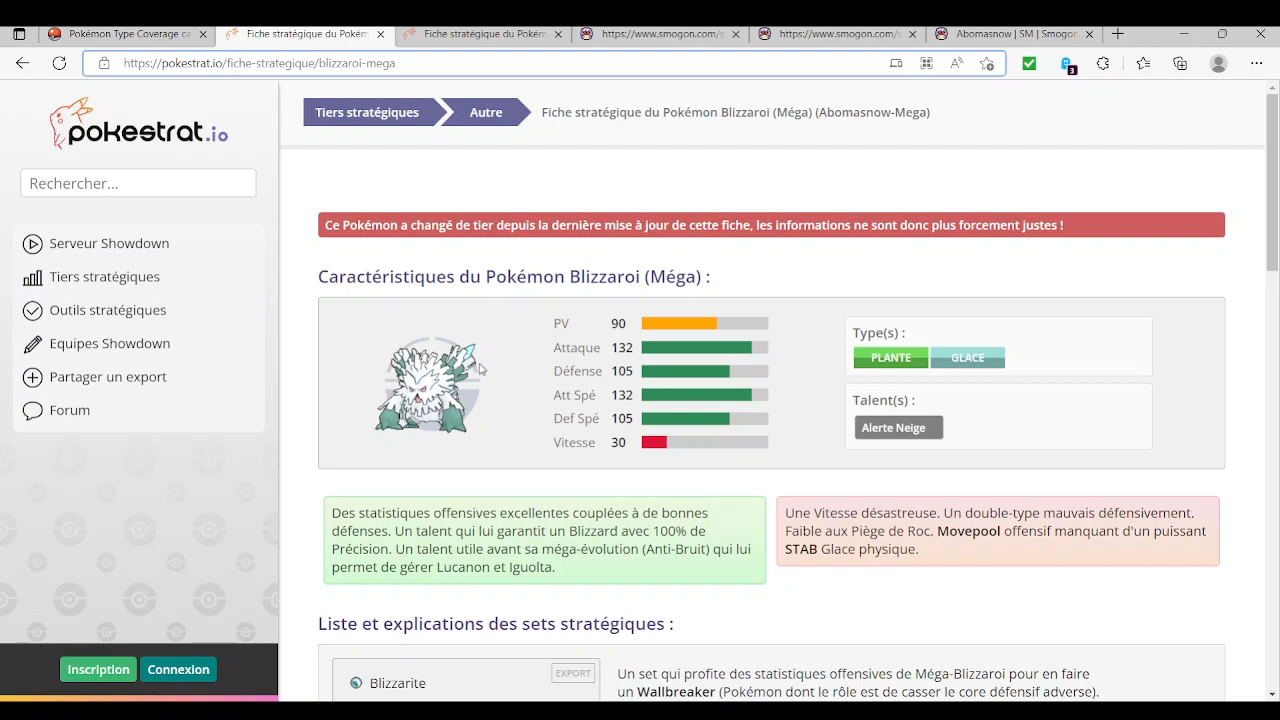 Pokémon Type Coverage ca
Fiche stratégique du Pokém
Fiche stratégique du Pokém
https://www.smogon.com/s
https://www.smogon.com/s
Abomasnow | SM | Smogon
https://pokestrat.io/fiche-strategique/blizzaroi-mega
3
pokestrat.io
Rechercher...
Serveur Showdown
Tiers stratégiques
Outils stratégiques
Equipes Showdown
Partager un export
Forum
Inscription
Connexion
Tiers stratégiques
Autre
Fiche stratégique du Pokémon Blizzaroi (Méga) (Abomasnow-Mega)
Ce Pokémon a changé de tier depuis la dernière mise à jour de cette fiche, les informations ne sont donc plus forcement justes !
Caractéristiques du Pokémon Blizzaroi (Méga) :
PV 90
Attaque 132
Défense 105
Att Spé 132
Def Spé 105
Vitesse 30
Type(s) :
PLANTE GLACE
Talent(s) :
Alerte Neige
Des statistiques offensives excellentes couplées à de bonnes
défenses. Un talent qui lui garantit un Blizzard avec 100% de
Précision. Un talent utile avant sa méga-évolution (Anti-Bruit) qui lui
permet de gérer Lucanon et Iguolta.
Une Vitesse désastreuse. Un double-type mauvais défensivement.
Faible aux Piège de Roc. Movepool offensif manquant d'un puissant
STAB Glace physique.
Liste et explications des sets stratégiques :
Blizzarite
EXPORT
Un set qui profite des statistiques offensives de Méga-Blizzaroi pour en faire
un Wallbreaker (Pokémon dont le rôle est de casser le core défensif adverse).